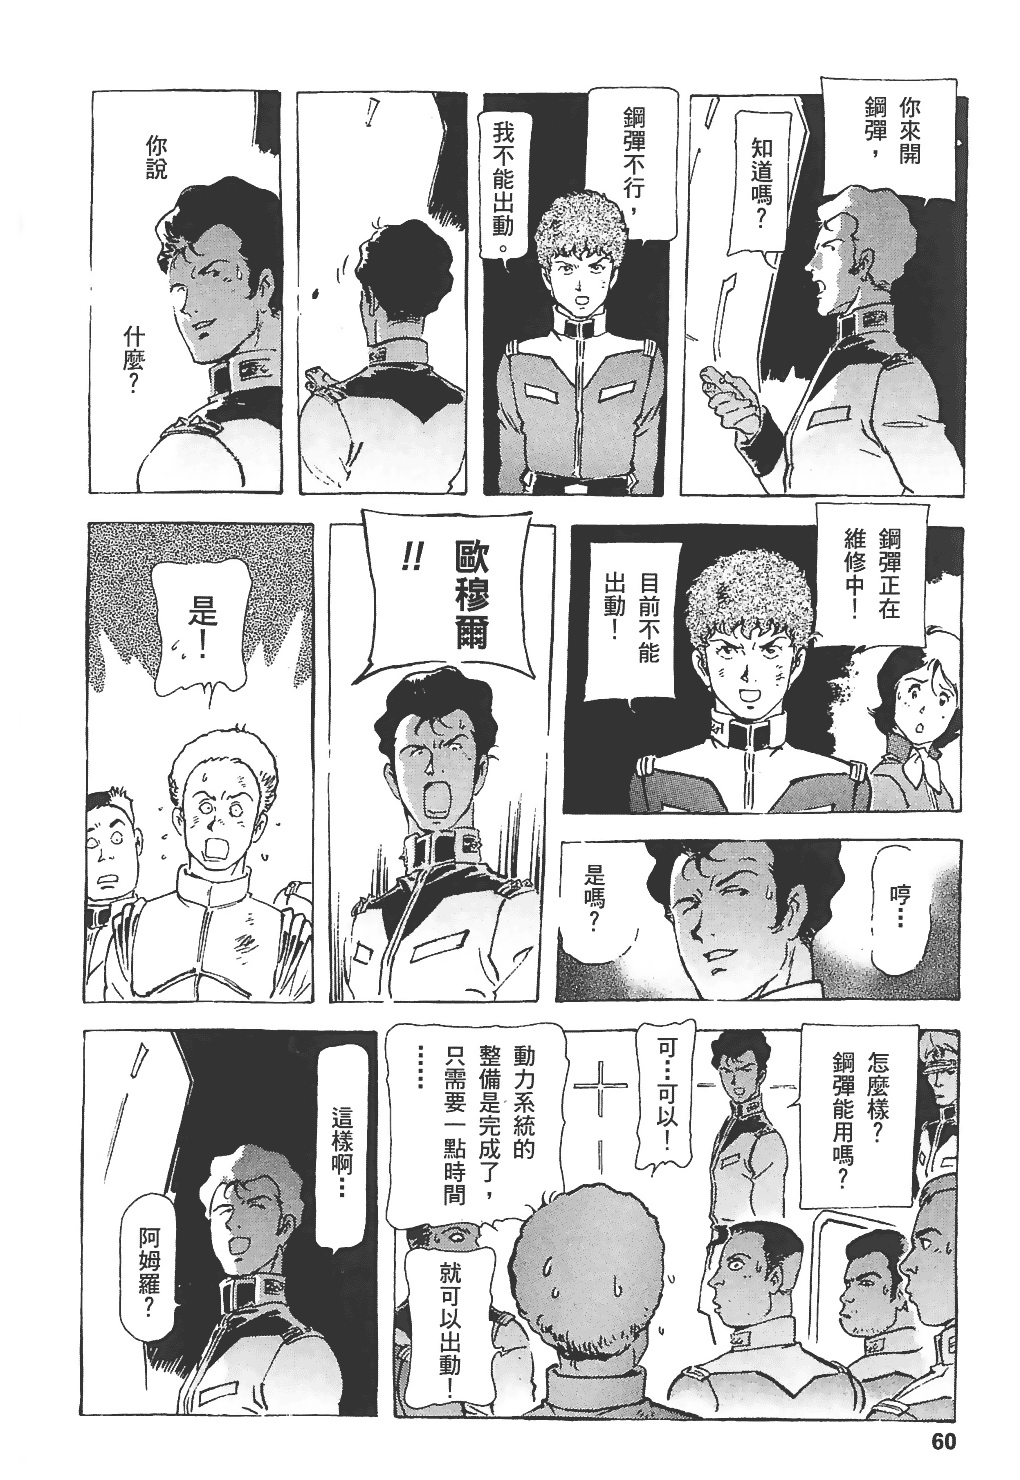 你來開
鋼彈，
知道嗎？
鋼彈不行，
我不能出動。
你說
什麼？
鋼彈正在
維修中！
目前不能
出動！
哼…
是嗎？
歐穆爾
!!
是！
怎麼樣？
鋼彈能用嗎？
可…可以！
動力系統的
整備是完成了，
只需要一點時間
……
就可以出動！
這樣啊…
阿姆羅？
60